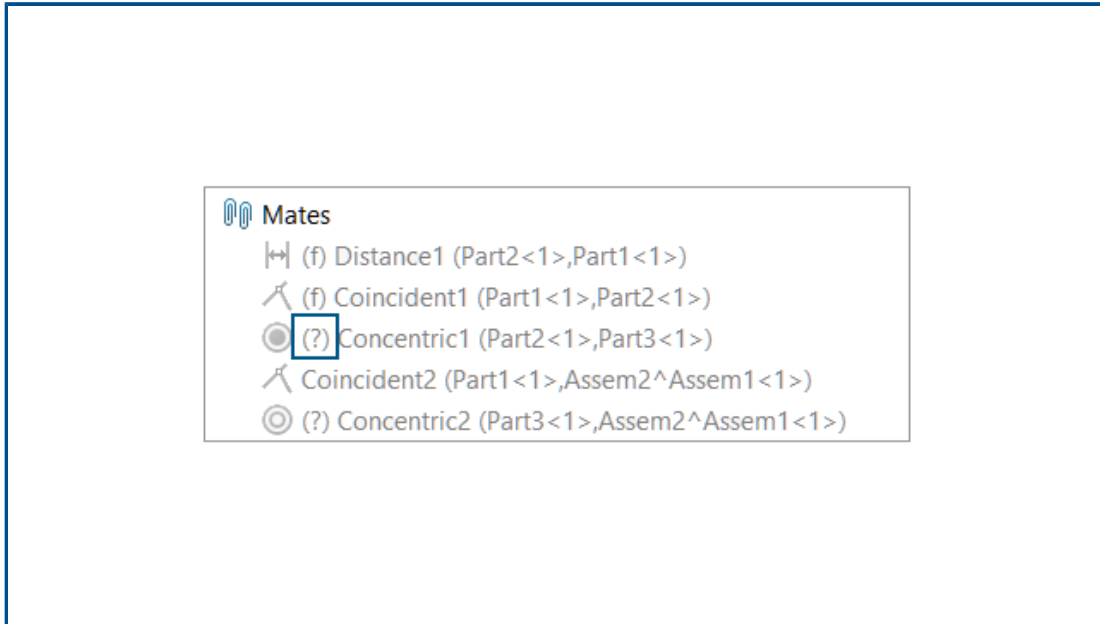 Mates
(f) Distance1 (Part2<1>,Part1<1>)
(f) Coincident1 (Part1<1>,Part2<1>)
(?) Concentric1 (Part2<1>,Part3<1>)
Coincident2 (Part1<1>,Assem2^Assem1<1>)
(?) Concentric2 (Part3<1>,Assem2^Assem1<1>)